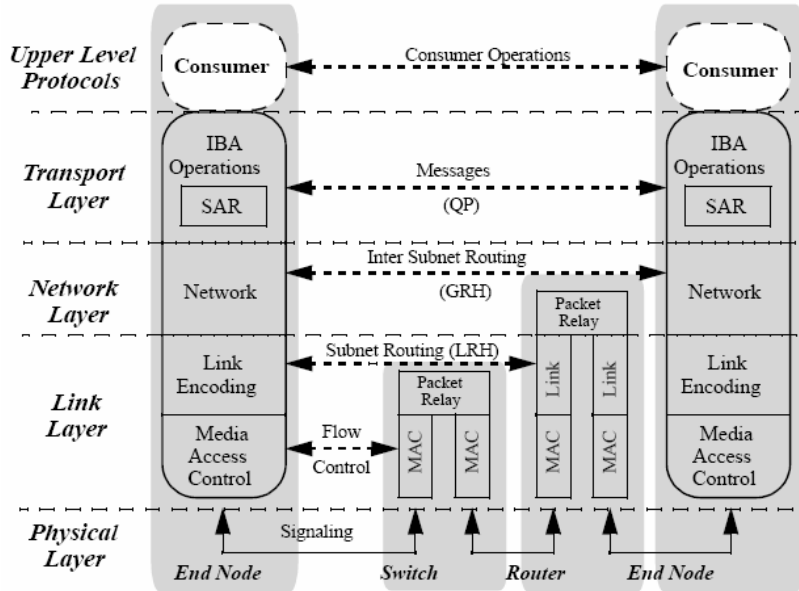 Upper Level
Protocols
Consumer
Consumer Operations
Consumer
Transport
Layer
IBA
Operations
SAR
Messages
(QP)
IBA
Operations
SAR
Network
Layer
Network
Inter Subnet Routing
(GRH)
Packet
Relay
Network
Link
Layer
Link
Encoding
Subnet Routing (LRH)
Packet
Relay
Link
Link
Link
Encoding
Media
Access
Control
Flow
Control
MAC
MAC
MAC
MAC
Media
Access
Control
Physical
Layer
Signaling
End Node
Switch
Router
End Node